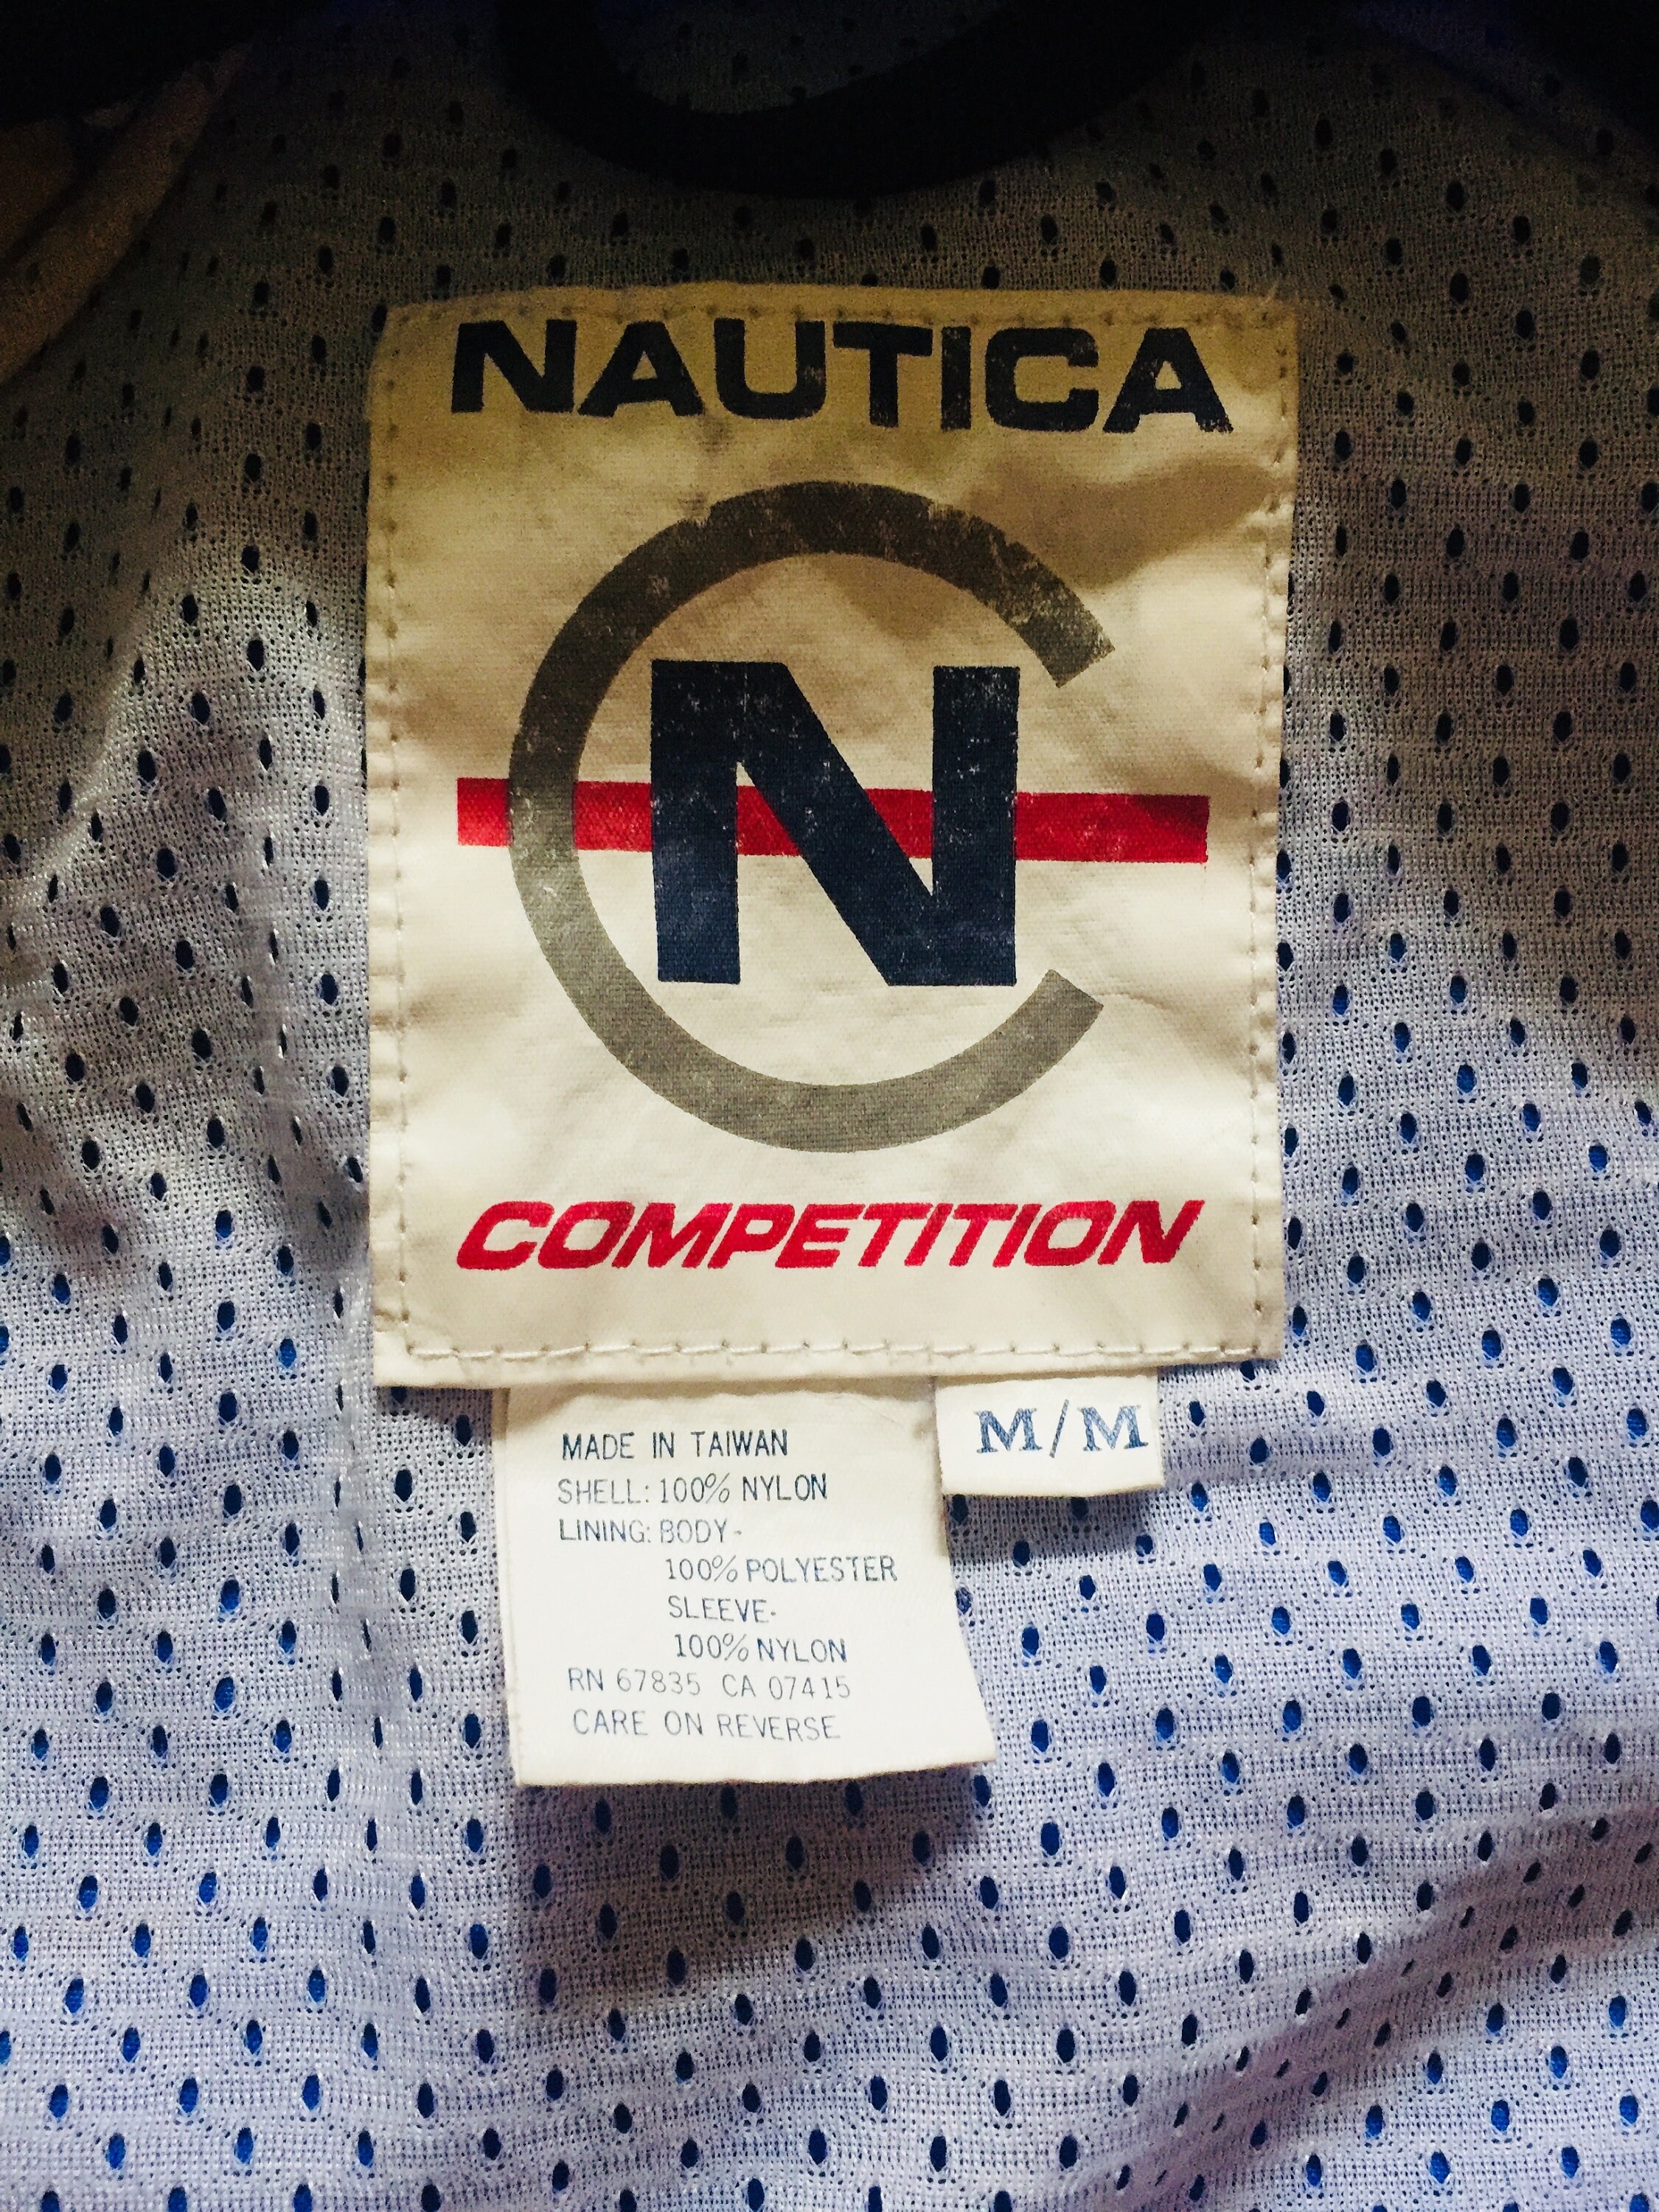 NAUTICA
N
COMPETITION
M/M
MADE IN TAIWAN
SHELL: 100% NYLON
LINING: BODY-
100% POLYESTER
SLEEVE-
100% NYLON
RN 67835 CA 07415
CARE ON REVERSE